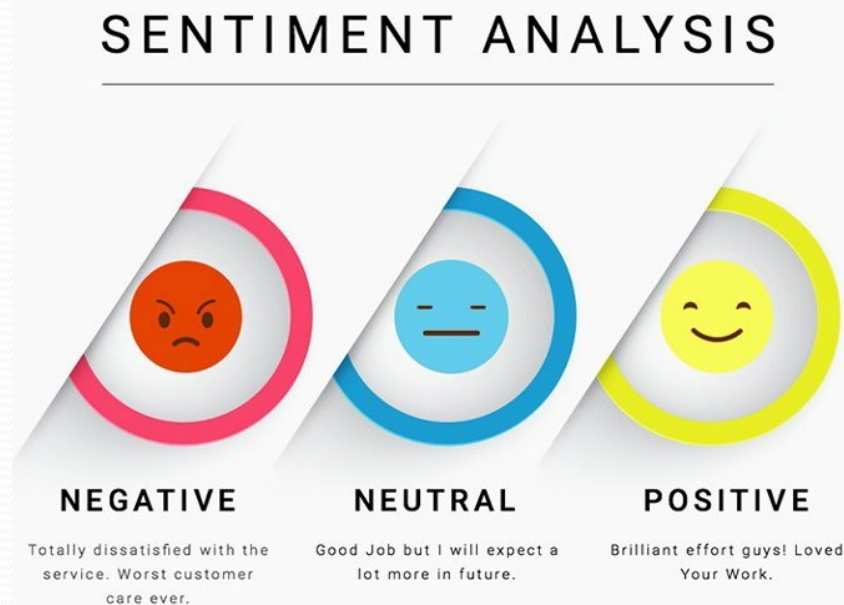 SENTIMENT ANALYSIS
NEGATIVE
Totally dissatisfied with the
service. Worst customer
care ever.
NEUTRAL
Good Job but I will expect a
lot more in future.
POSITIVE
Brilliant effort guys! Loved
Your Work.